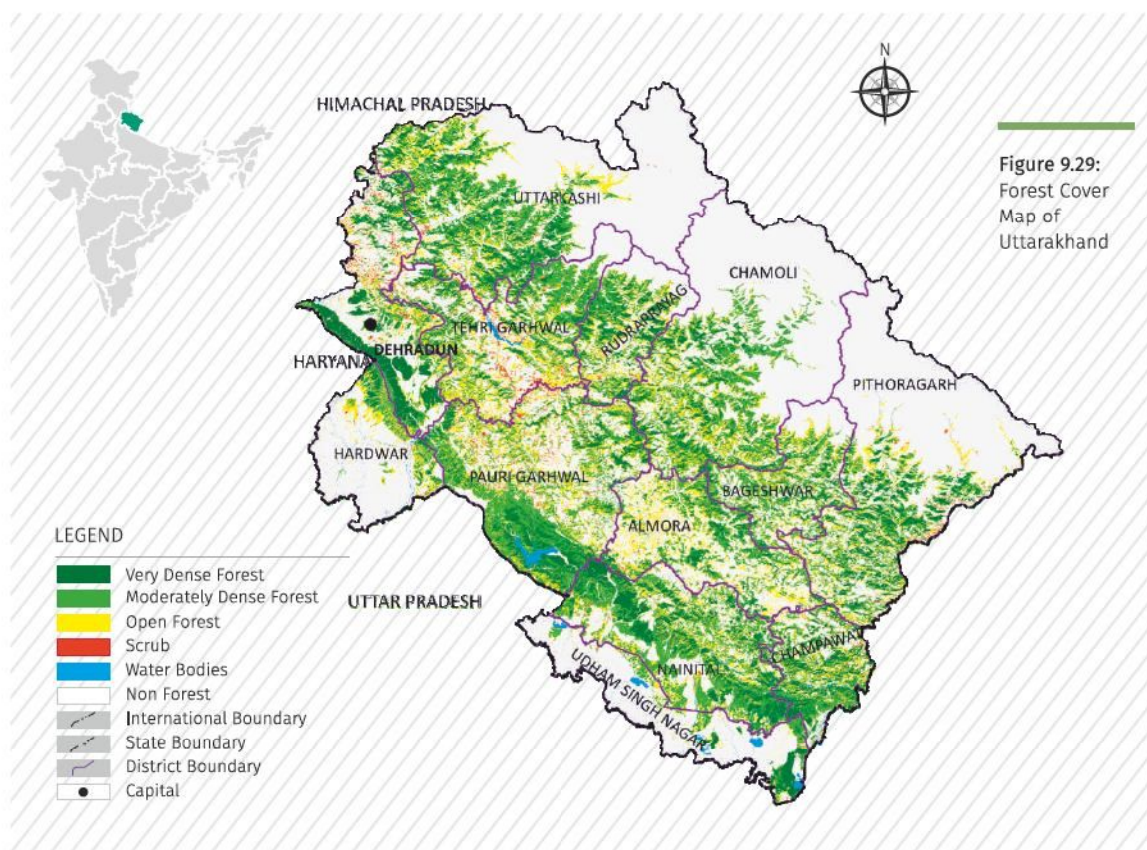 N
HIMACHAL PRADESH
Figure 9.29:
Forest Cover
Map of
Uttarakhand
UTTARKASHI
CHAMOLI
RUDRAPRAYAG
TEHRI GARHWAL
DEHRADUN
HARYANA
PITHORAGARH
HARDWAR
PAURI GARHWAL
BAGESHWAR
ALMORA
LEGEND
Very Dense Forest
Moderately Dense Forest
Open Forest
Scrub
Water Bodies
Non Forest
International Boundary
State Boundary
District Boundary
Capital
UTTAR PRADESH
CHAMPAWAT
NAINITAL
UDHAM SINGH NAGAR